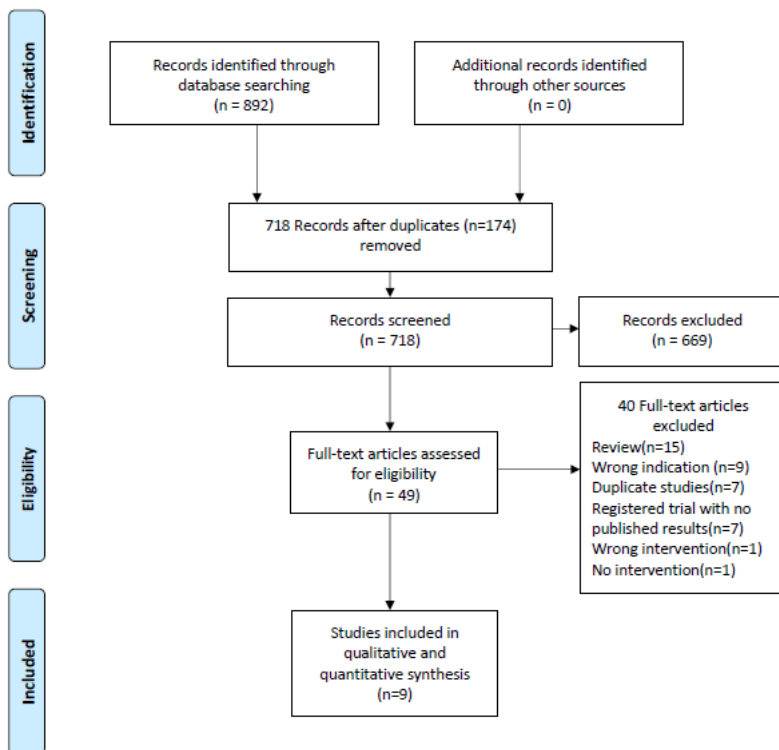 Identification
Records identified through
database searching
(n = 892)
Additional records identified
through other sources
(n = 0)
Screening
718 Records after duplicates (n=174)
removed
Records screened
(n = 718)
Records excluded
(n = 669)
Eligibility
Full-text articles assessed
for eligibility
(n = 49)
40 Full-text articles
excluded
Review(n=15)
Wrong indication (n=9)
Duplicate studies(n=7)
Registered trial with no
published results(n=7)
Wrong intervention(n=1)
No intervention(n=1)
Included
Studies included in
qualitative and
quantitative synthesis
(n=9)